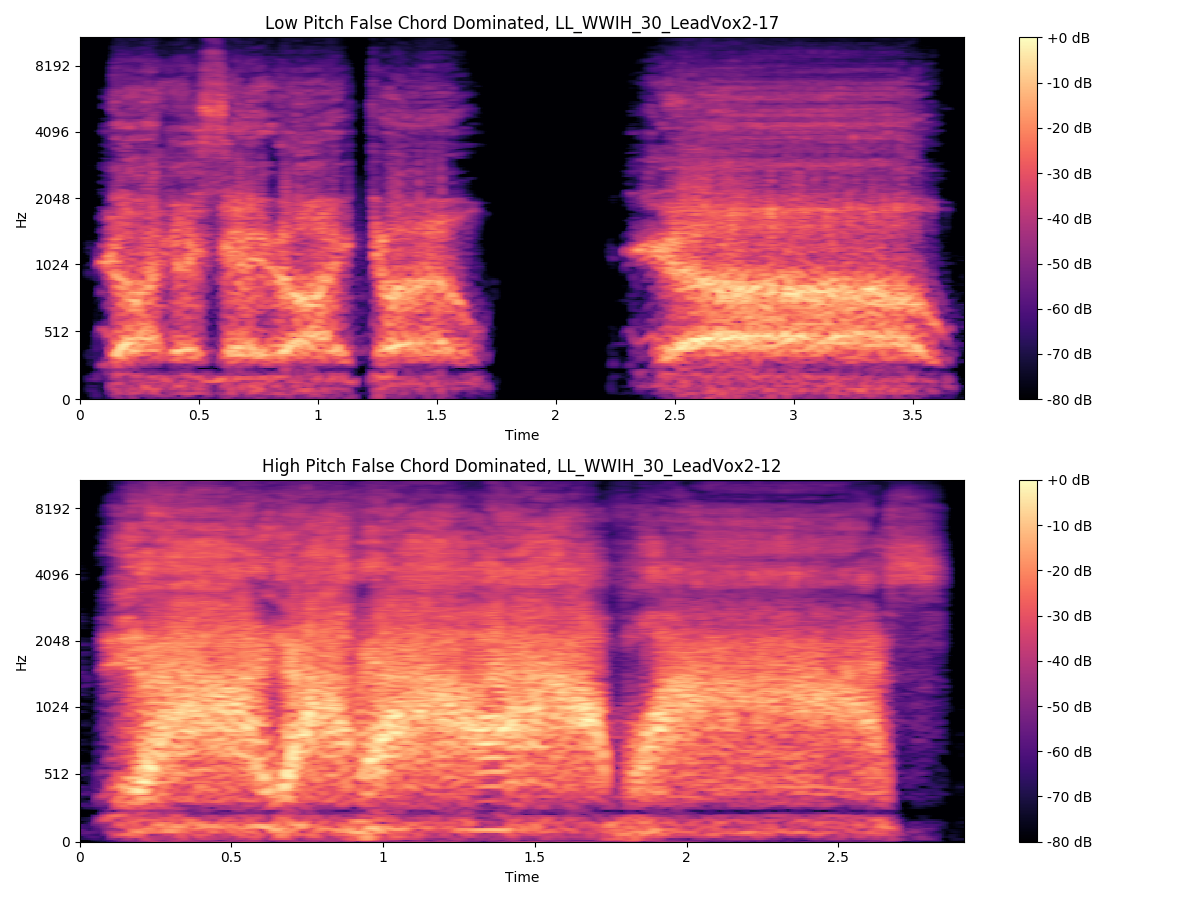 Low Pitch False Chord Dominated, LL_WWIH_30_LeadVox2-17
Hz
8192
4096
2048
1024
512
0
0 0.5 1 1.5 2 2.5 3 3.5
Time
+0 dB
-10 dB
-20 dB
-30 dB
-40 dB
-50 dB
-60 dB
-70 dB
-80 dB
High Pitch False Chord Dominated, LL_WWIH_30_LeadVox2-12
Hz
8192
4096
2048
1024
512
0
0 0.5 1 1.5 2 2.5
Time
+0 dB
-10 dB
-20 dB
-30 dB
-40 dB
-50 dB
-60 dB
-70 dB
-80 dB